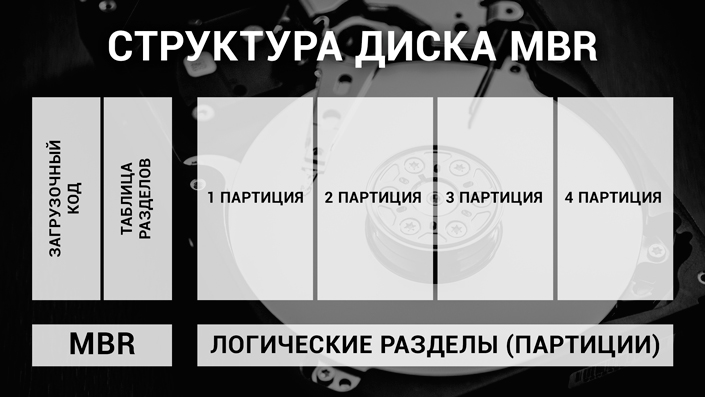 СТРУКТУРА ДИСКА MBR
ЗАГРУЗОЧНЫЙ
КОД
ТАБЛИЦА
РАЗДЕЛОВ
1 ПАРТИЦИЯ
2 ПАРТИЦИЯ
3 ПАРТИЦИЯ
4 ПАРТИЦИЯ
MBR
ЛОГИЧЕСКИЕ РАЗДЕЛЫ (ПАРТИЦИИ)